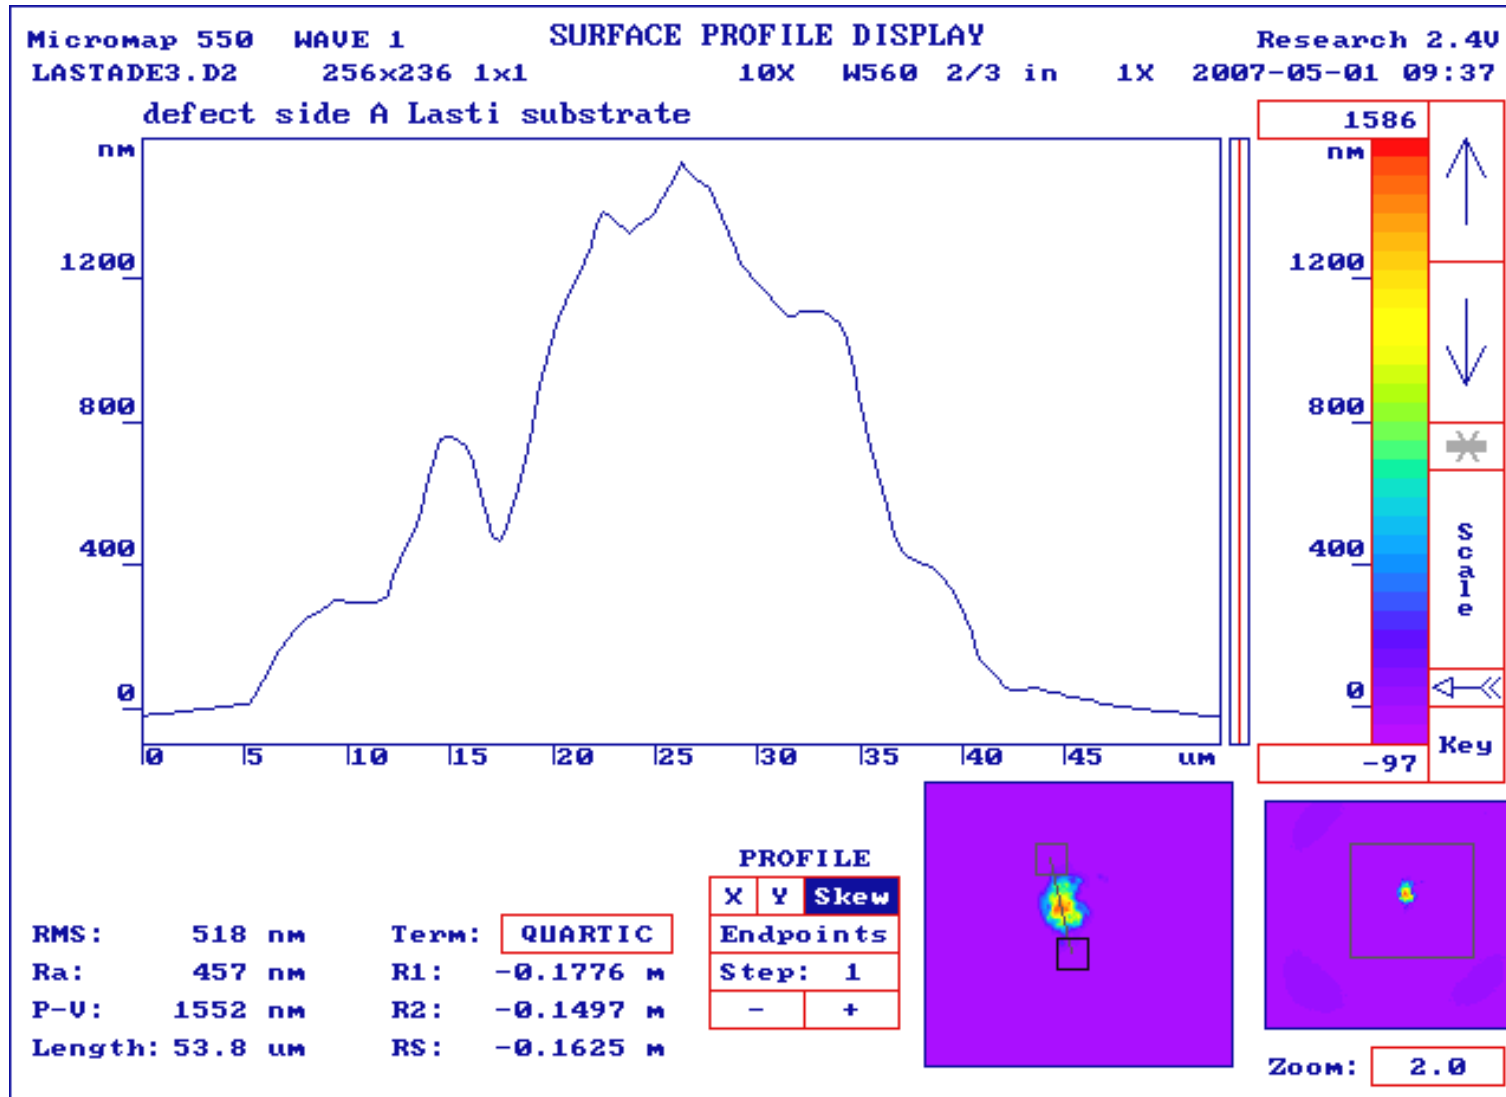 Micromap 550 WAVE 1 SURFACE PROFILE DISPLAY Research 2.4V
LASTADE3.D2 256x236 1x1 10X W560 2/3 in 1X 2007-05-01 09:37
defect side A Lasti substrate
nm
1200
800
400
0
0 5 10 15 20 25 30 35 40 45 um
1586
nm
1200
800
400
0
-97
Scale
Key
PROFILE
X Y Skew
Endpoints
Step: 1
- +
RMS: 518 nm Term: QUARTIC
Ra: 457 nm R1: -0.1776 m
P-V: 1552 nm R2: -0.1497 m
Length: 53.8 um RS: -0.1625 m
Zoom: 2.0